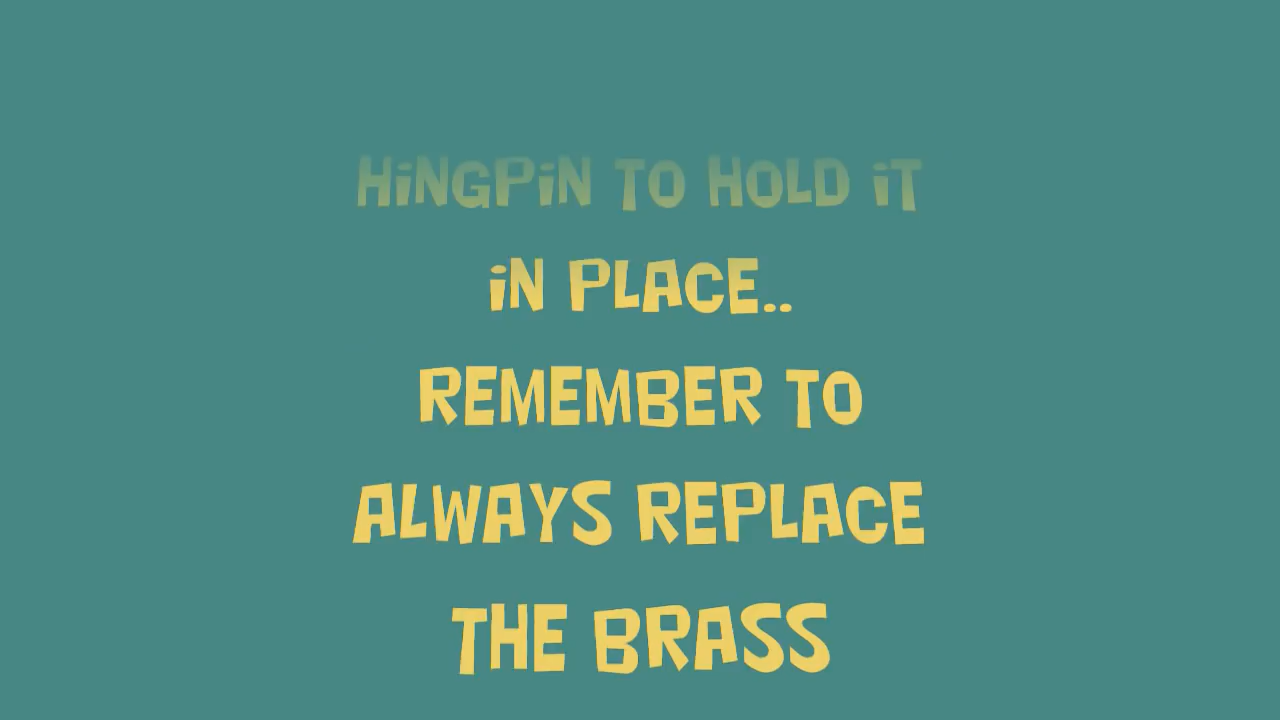 HiNGPiN TO HOLD iT
iN PLACE..
REMEMBER TO
ALWAYS REPLACE
THE BRASS